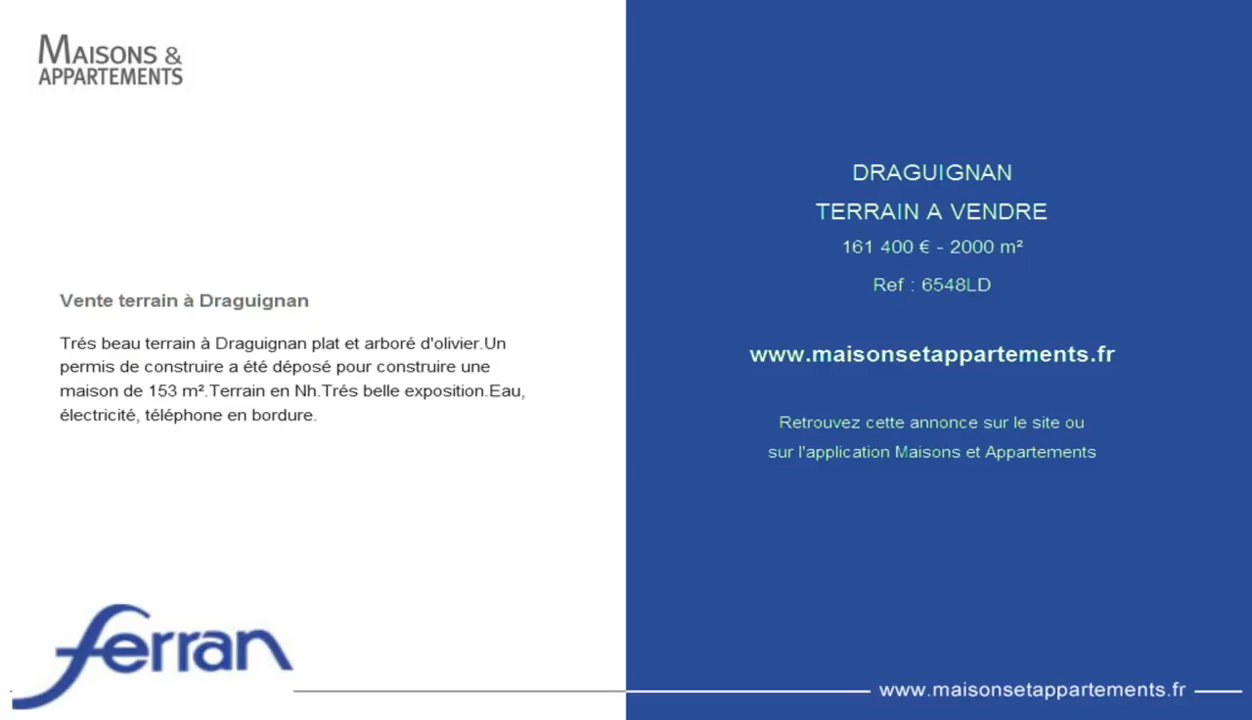 MAISONS &
APPARTEMENTS
Vente terrain à Draguignan
Trés beau terrain à Draguignan plat et arboré d'olivier.Un
permis de construire a été déposé pour construire une
maison de 153 m².Terrain en Nh.Trés belle exposition.Eau,
électricité, téléphone en bordure.
ferran
DRAGUIGNAN
TERRAIN A VENDRE
161 400 € - 2000 m²
Ref : 6548LD
www.maisonsetappartements.fr
Retrouvez cette annonce sur le site ou
sur l'application Maisons et Appartements
www.maisonsetappartements.fr